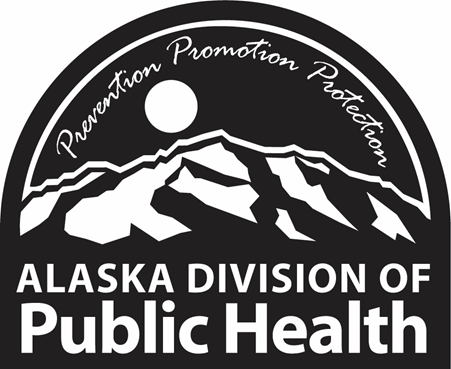 Prevention Promotion Protection
ALASKA DIVISION OF
Public Health